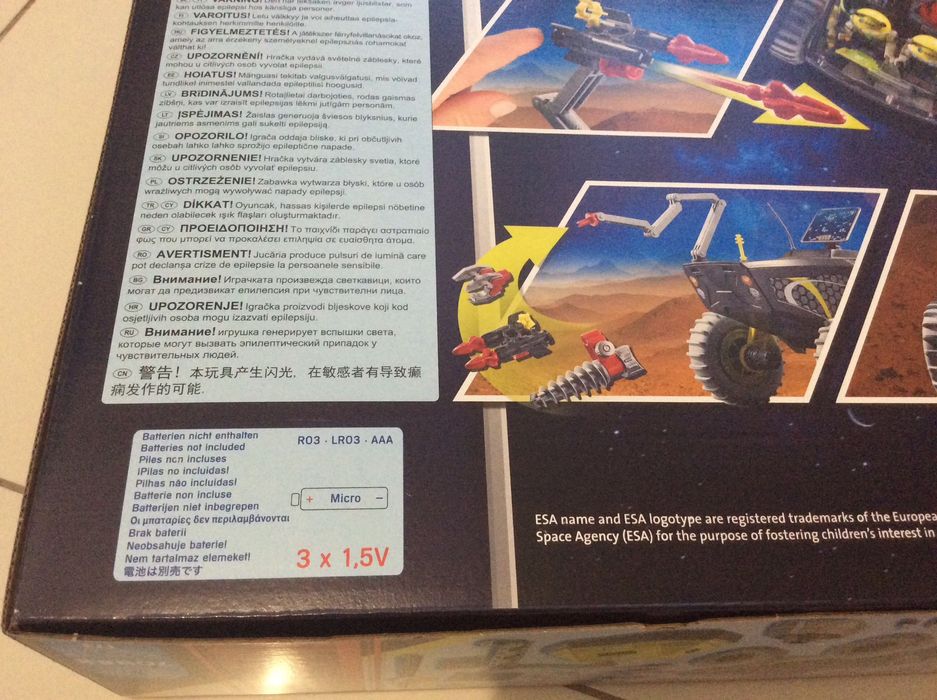 kan utlösa epilepsi hos känsliga personer.
FI VAROITUS! Lelu välkkyy ja voi aiheuttaa epilepsia-
kohtauksen herkimmille henkilöille.
HU FIGYELMEZTETÉS! A játékszer fényfelvillanásokat okoz,
amely az arra érzékeny személyeknél epilepsziás rohamokat
válthat ki!
CZ UPOZORNĚNÍ! Hračka vydává světelné záblesky, které
mohou u citlivých osob vyvolat epilepsii.
EE HOIATUS! Mänguasi tekitab valgusvälgatusi, mis võivad
tundlikel inimestel vallandada epileptilisi hoogusid.
LV BRĪDINĀJUMS! Rotaļlietai darbojoties, rodas gaismas
zibšņi, kas var izraisīt epilepsijas lēkmi jutīgām personām.
LT ĮSPĖJIMAS! Žaislas generuoja šviesos blyksnius, kurie
jautriems asmenims gali sukelti epilepsiją.
SI OPOZORILO! Igrača oddaja bliske, ki pri občutljivih
osebah lahko lahko sprožijo epileptične napade.
SK UPOZORNENIE! Hračka vytvára záblesky svetla, ktoré
môžu u citlivých osôb vyvolať epilepsiu.
PL OSTRZEŻENIE! Zabawka wytwarza błyski, które u osób
wrażliwych mogą wywoływać napady epilepsji.
TR CY DİKKAT! Oyuncak, hassas kişilerde epilepsi nöbetine
neden olabilecek ışık flaşları oluşturmaktadır.
GR CY ΠΡΟΕΙΔΟΠΟΙΗΣΗ! Το παιχνίδι παράγει αστραπιαίο
φως που μπορεί να προκαλέσει επιληψία σε ευαίσθητα άτομα.
RO AVERTISMENT! Jucăria produce pulsuri de lumină care
pot declanșa crize de epilepsie la persoanele sensibile.
BG Внимание! Играчката произвежда светкавици, които
могат да предизвикат епилепсия при чувствителни лица.
HR UPOZORENJE! Igračka proizvodi bljeskove koji kod
osjetljivih osoba mogu izazvati epilepsiju.
RU Внимание! игрушка генерирует вспышки света,
которые могут вызвать эпилептический припадок у
чувствительных людей.
CN 警告！本玩具产生闪光，在敏感者有导致癫
痫发作的可能.
Batterien nicht enthalten
Batteries not included
Piles non incluses
¡Pilas no incluidas!
Pilhas não incluidas!
Batterie non incluse
Batterijen niet inbegrepen
Οι μπαταρίες δεν περιλαμβάνονται
Brak baterii
Neobsahuje baterie!
Nem tartalmaz elemeket!
電池は別売です
R03 · LR03 · AAA
+ Micro −
3 x 1,5V
ESA name and ESA logotype are registered trademarks of the European
Space Agency (ESA) for the purpose of fostering children's interest in